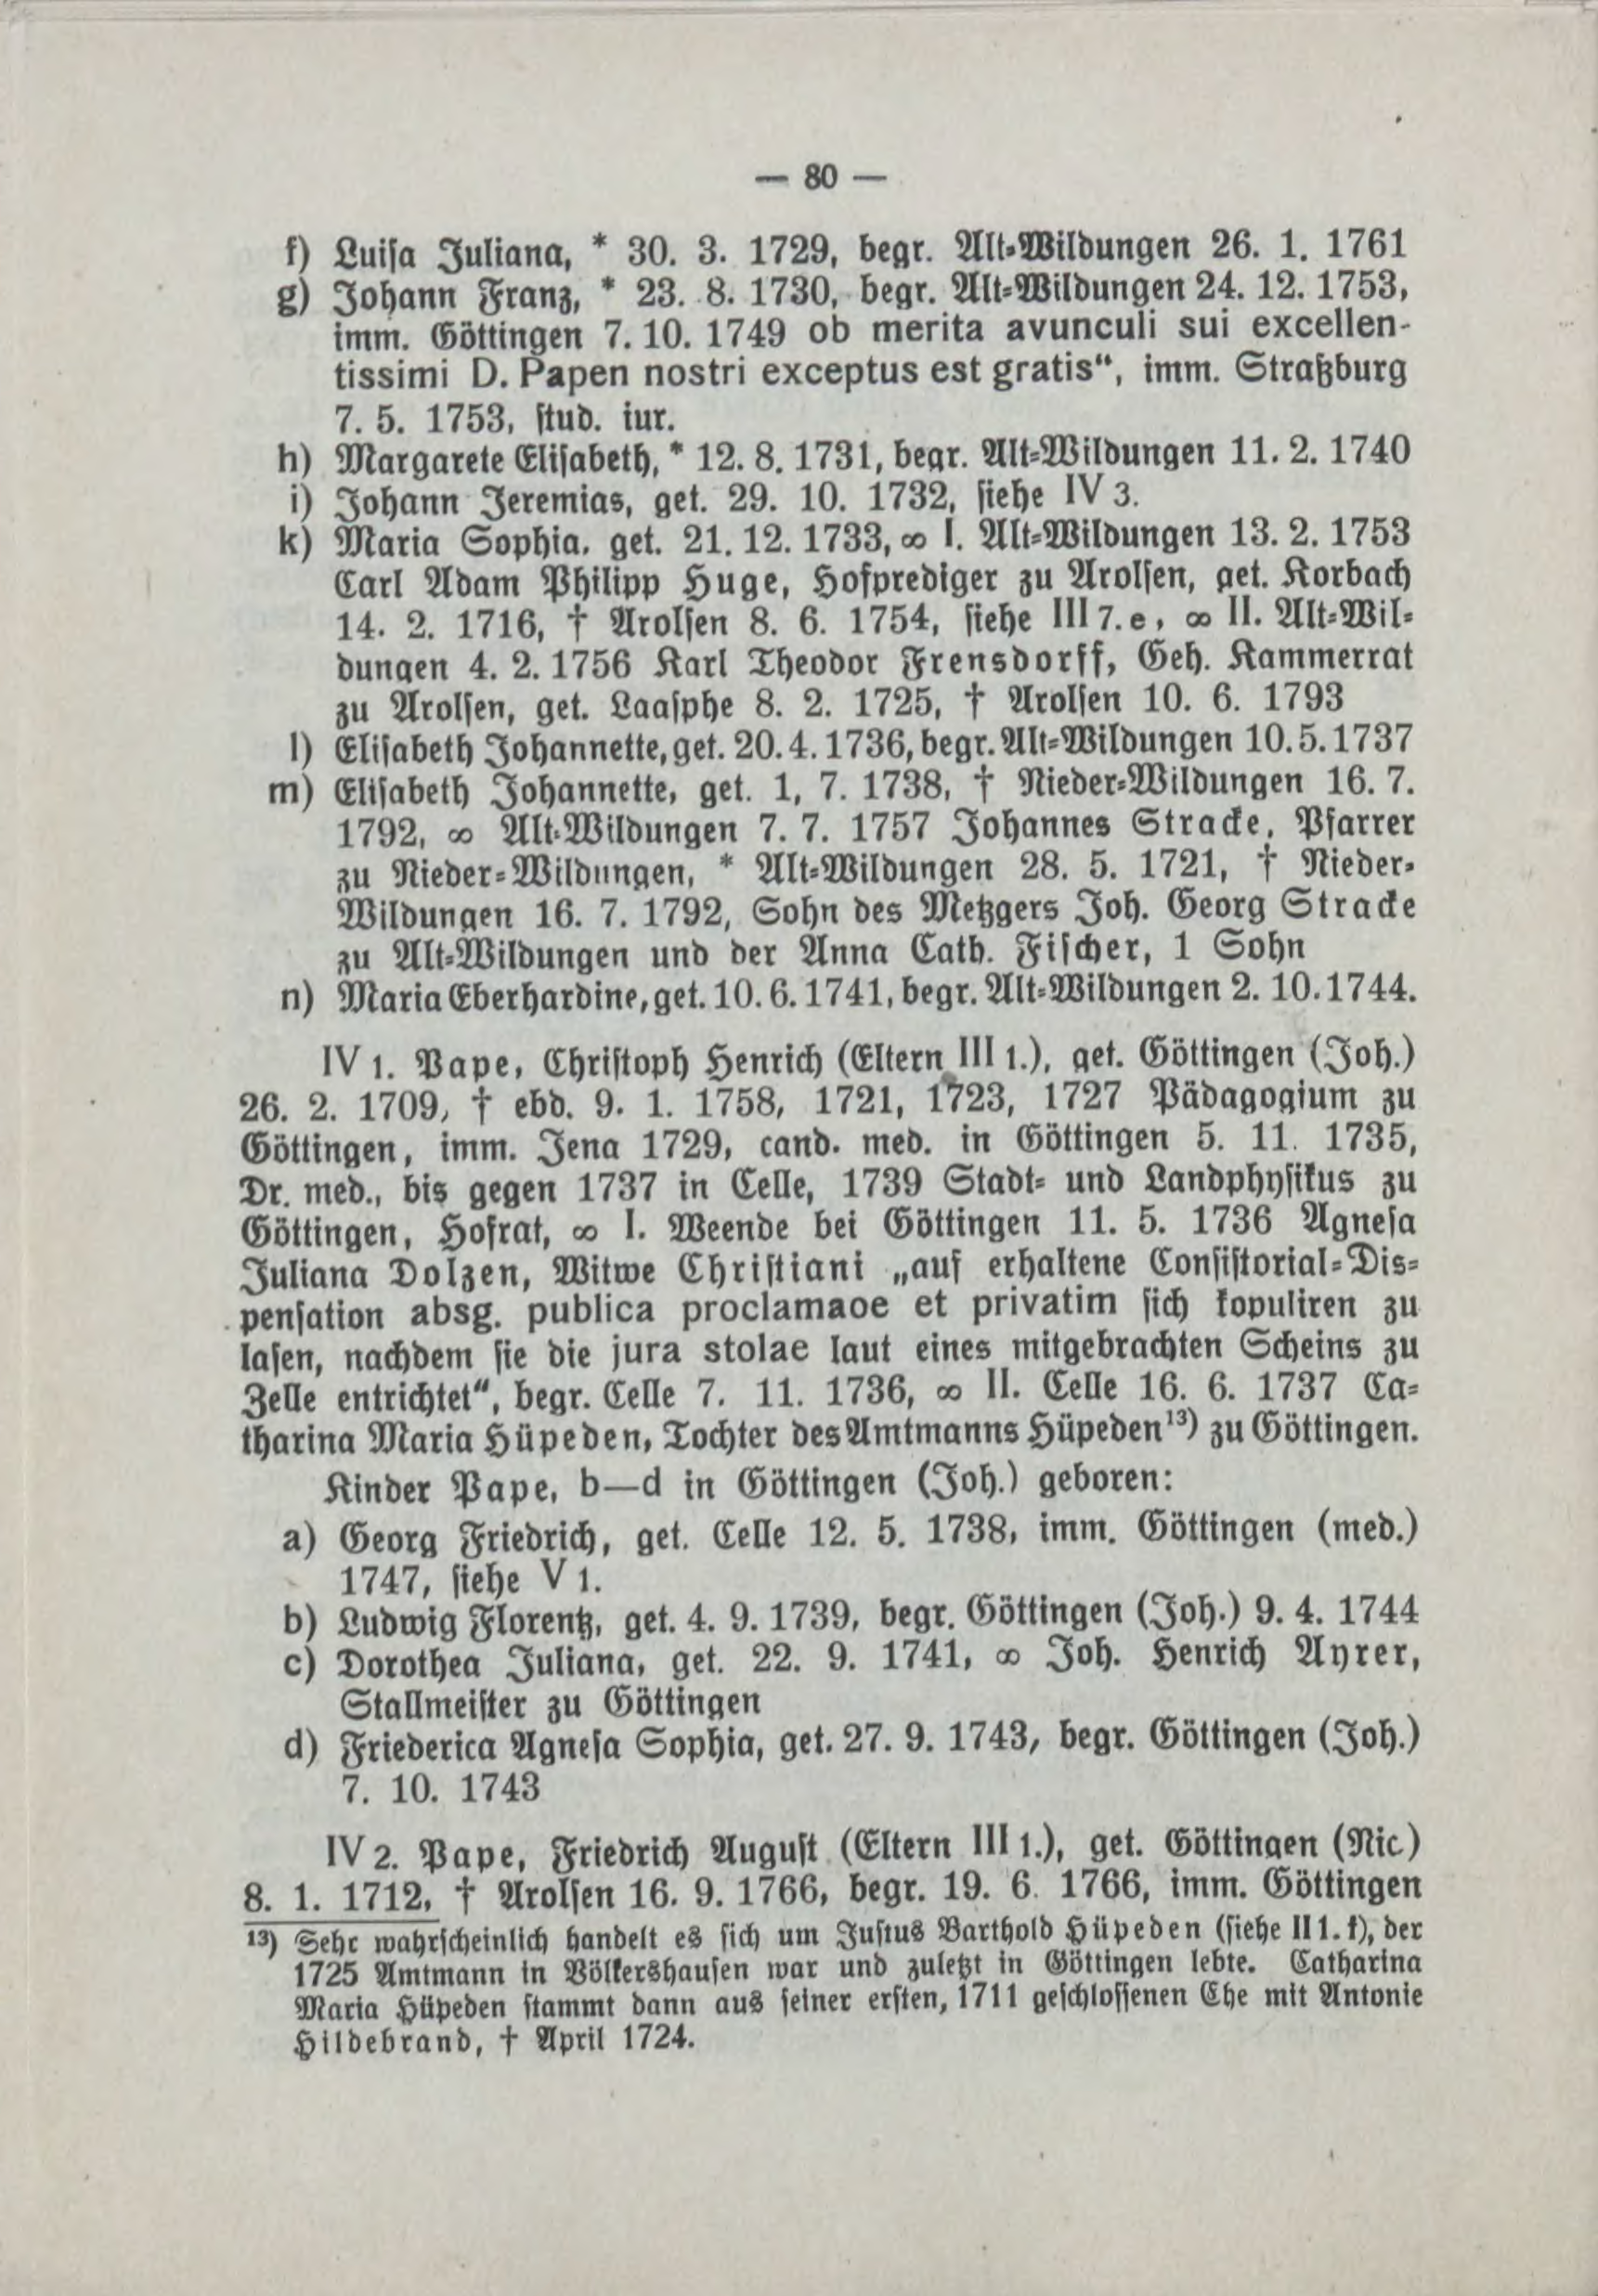 — 80 —
f) Luisa Juliana, * 30. 3. 1729, begr. Alt-Wildungen 26. 1. 1761
g) Johann Franz, * 23. 8. 1730, begr. Alt-Wildungen 24. 12. 1753,
imm. Göttingen 7. 10. 1749 ob merita avunculi sui excellen-
tissimi D. Papen nostri exceptus est gratis“, imm. Straßburg
7. 5. 1753, stud. iur.
h) Margarete Elisabeth, * 12. 8. 1731, begr. Alt-Wildungen 11. 2. 1740
i) Johann Jeremias, get. 29. 10. 1732, siehe IV 3.
k) Maria Sophia, get. 21. 12. 1733, ∞ I. Alt-Wildungen 13. 2. 1753
Carl Adam Philipp Huge, Hofprediger zu Arolsen, get. Korbach
14. 2. 1716, † Arolsen 8. 6. 1754, siehe III 7. e, ∞ II. Alt-Wil-
dungen 4. 2. 1756 Karl Theodor Frensdorff, Geh. Kammerrat
zu Arolsen, get. Laasphe 8. 2. 1725, † Arolsen 10. 6. 1793
l) Elisabeth Johannette, get. 20. 4. 1736, begr. Alt-Wildungen 10. 5. 1737
m) Elisabeth Johannette, get. 1, 7. 1738, † Nieder-Wildungen 16. 7.
1792, ∞ Alt-Wildungen 7. 7. 1757 Johannes Stracke, Pfarrer
zu Nieder-Wildungen, * Alt-Wildungen 28. 5. 1721, † Nieder-
Wildungen 16. 7. 1792, Sohn des Metzgers Joh. Georg Stracke
zu Alt-Wildungen und der Anna Cath. Fischer, 1 Sohn
n) Maria Eberhardine, get. 10. 6. 1741, begr. Alt-Wildungen 2. 10. 1744.
IV 1. Pape, Christoph Henrich (Eltern III 1.), get. Göttingen (Joh.)
26. 2. 1709, † ebd. 9. 1. 1758, 1721, 1723, 1727 Pädagogium zu
Göttingen, imm. Jena 1729, cand. med. in Göttingen 5. 11. 1735,
Dr. med., bis gegen 1737 in Celle, 1739 Stadt- und Landphysikus zu
Göttingen, Hofrat, ∞ I. Weende bei Göttingen 11. 5. 1736 Agnesa
Juliana Dolzen, Witwe Christiani „auf erhaltene Consistorial-Dis-
pensation absg. publica proclamaoe et privatim sich kopuliren zu
lasen, nachdem sie die jura stolae laut eines mitgebrachten Scheins zu
Zelle entrichtet“, begr. Celle 7. 11. 1736, ∞ II. Celle 16. 6. 1737 Ca-
tharina Maria Hüpeden, Tochter des Amtmanns Hüpeden¹³) zu Göttingen.
Kinder Pape, b—d in Göttingen (Joh.) geboren:
a) Georg Friedrich, get. Celle 12. 5. 1738, imm. Göttingen (med.)
1747, siehe V 1.
b) Ludwig Florentz, get. 4. 9. 1739, begr. Göttingen (Joh.) 9. 4. 1744
c) Dorothea Juliana, get. 22. 9. 1741, ∞ Joh. Henrich Ayrer,
Stallmeister zu Göttingen
d) Friederica Agnesa Sophia, get. 27. 9. 1743, begr. Göttingen (Joh.)
7. 10. 1743
IV 2. Pape, Friedrich August (Eltern III 1.), get. Göttingen (Nic)
8. 1. 1712, † Arolsen 16. 9. 1766, begr. 19. 6. 1766, imm. Göttingen
¹³) Sehr wahrscheinlich handelt es sich um Justus Barthold Hüpeden (siehe II 1. f), der
1725 Amtmann in Völkershausen war und zuletzt in Göttingen lebte. Catharina
Maria Hüpeden stammt dann aus seiner ersten, 1711 geschlossenen Ehe mit Antonie
Hildebrand, † April 1724.